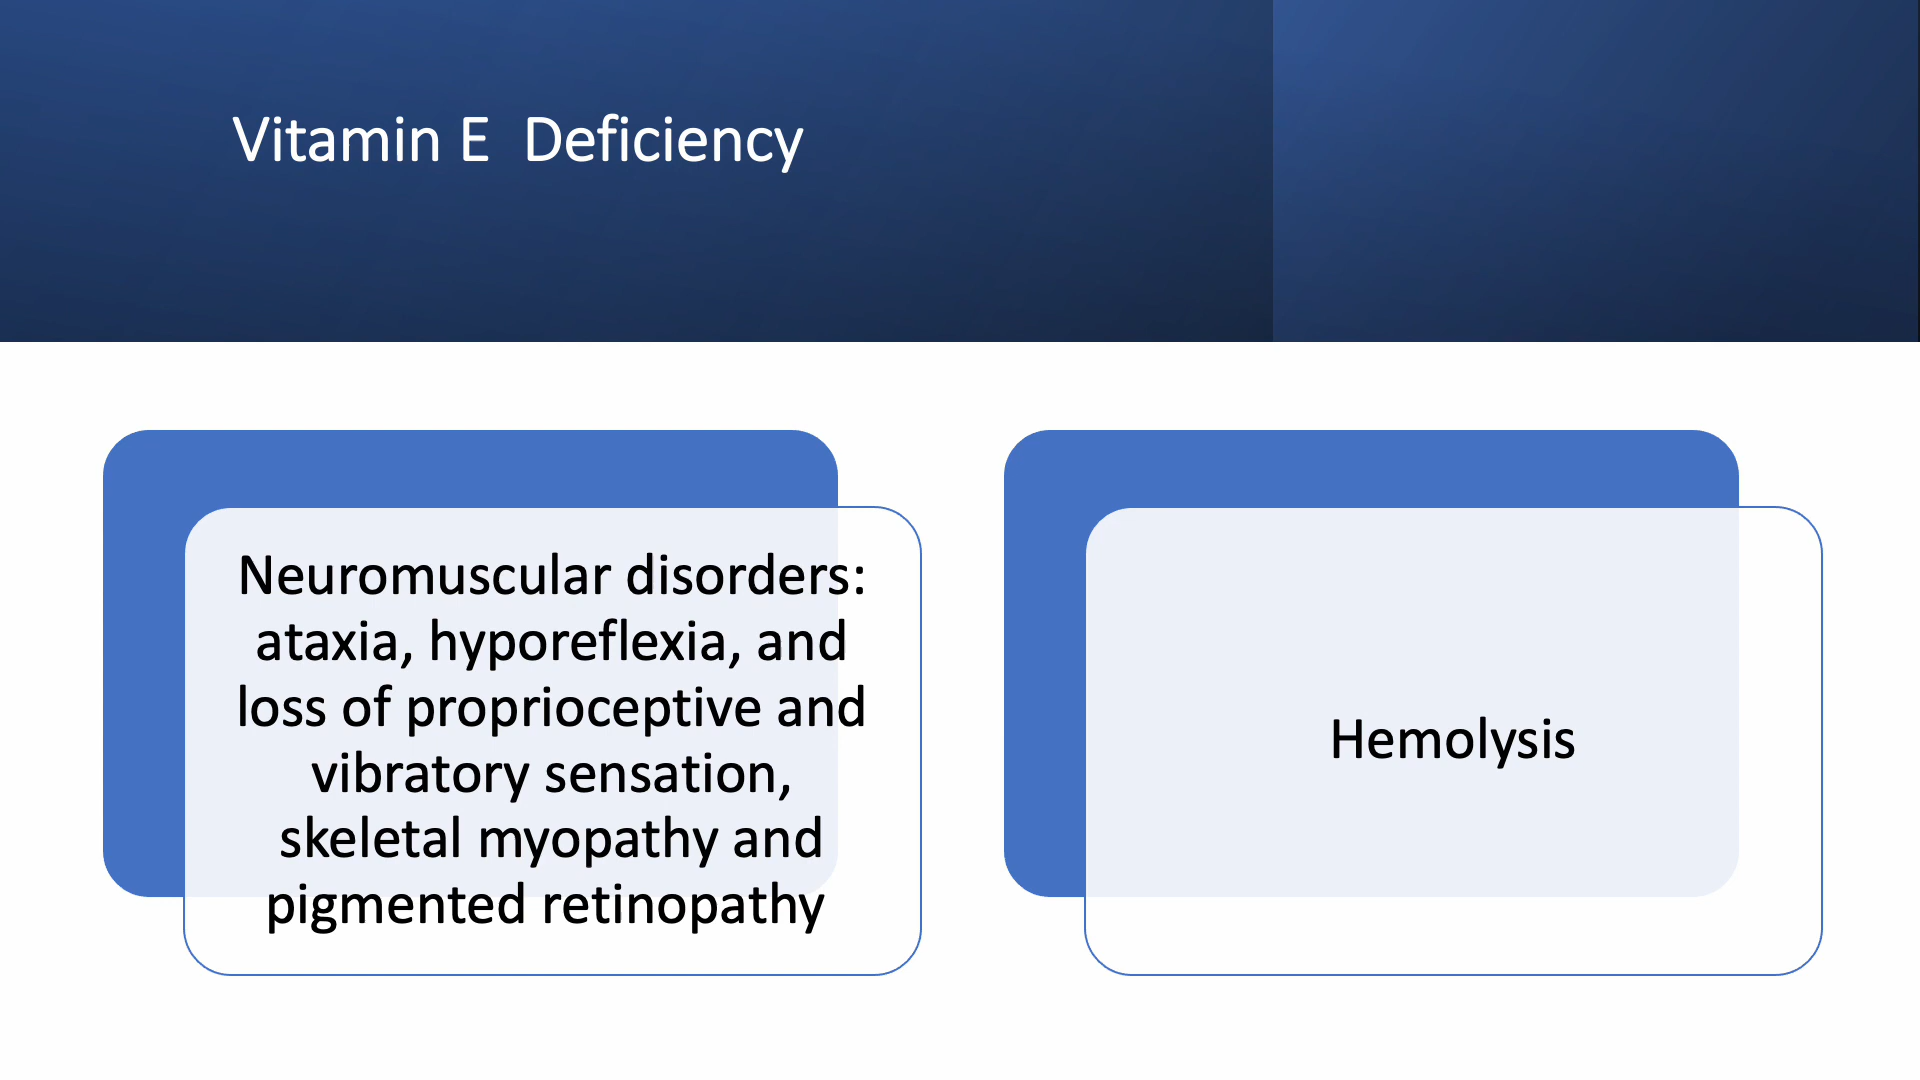 Vitamin E  Deficiency
Neuromuscular disorders:
ataxia, hyporeflexia, and
loss of proprioceptive and
vibratory sensation,
skeletal myopathy and
pigmented retinopathy
Hemolysis